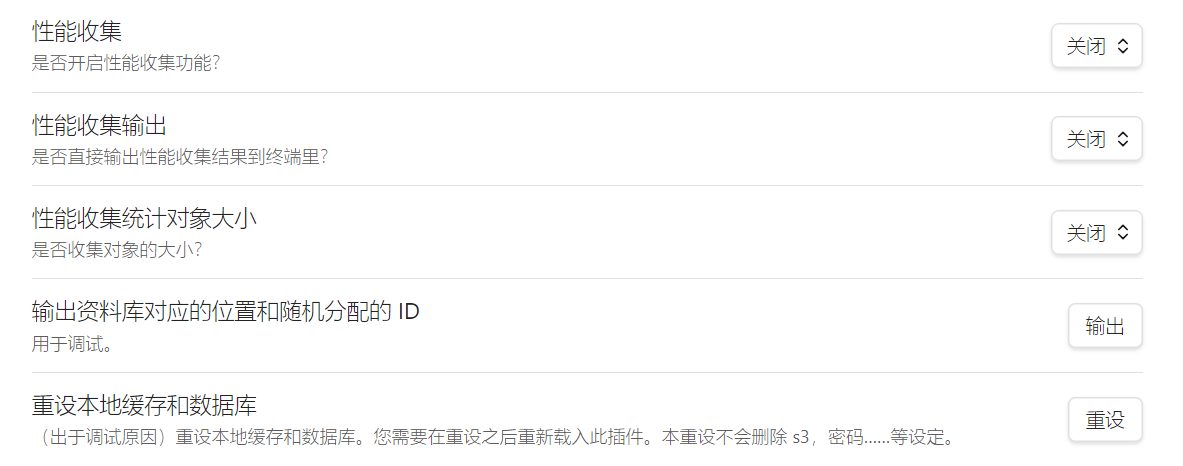 性能收集
是否开启性能收集功能?
关闭
性能收集输出
是否直接输出性能收集结果到终端里?
关闭
性能收集统计对象大小
是否收集对象的大小?
关闭
输出资料库对应的位置和随机分配的 ID
用于调试。
输出
重设本地缓存和数据库
（出于调试原因）重设本地缓存和数据库。您需要在重设之后重新载入此插件。本重设不会删除 s3，密码......等设定。
重设